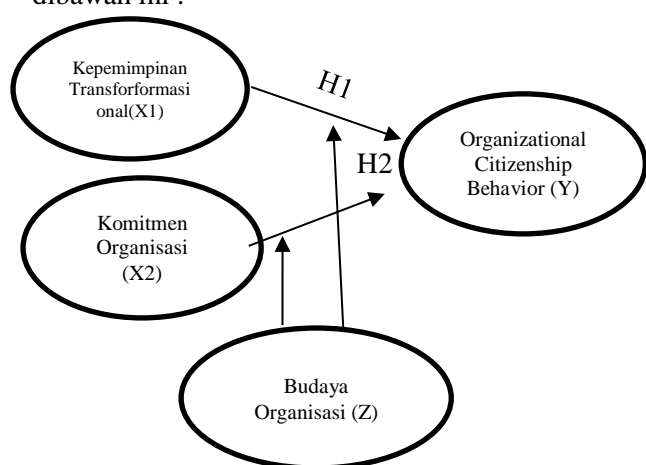 dibawah ini :
Kepemimpinan
Transforformasi
onal(X1)
H1
Organizational
Citizenship
Behavior (Y)
H2
Komitmen
Organisasi
(X2)
Budaya
Organisasi (Z)